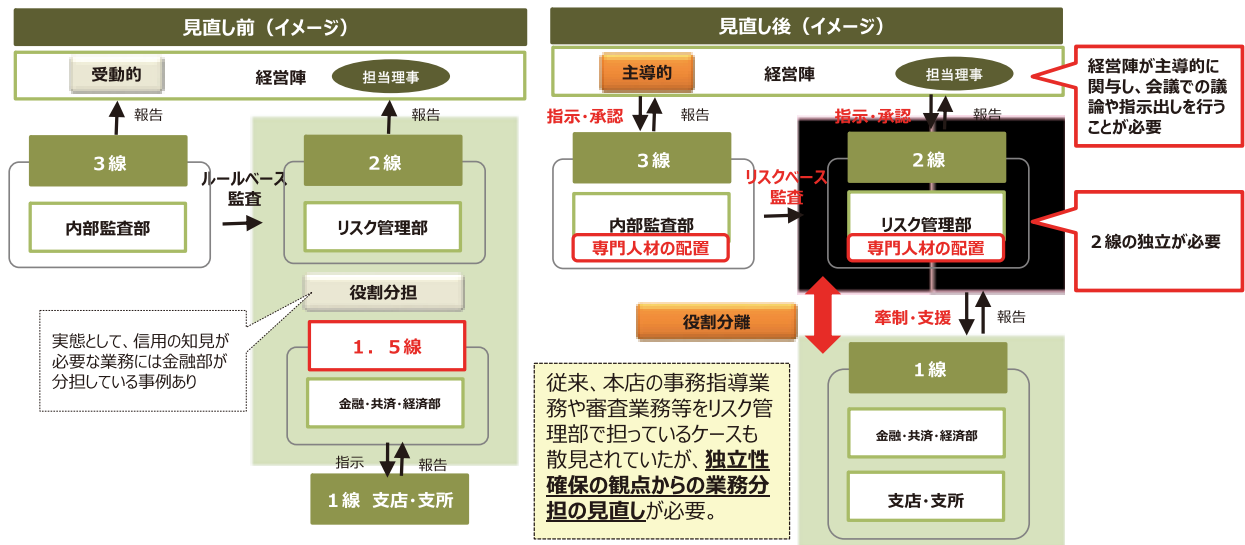 見直し前（イメージ）
受動的
経営陣
担当理事
報告
報告
３線
２線
ルールベース
監査
内部監査部
リスク管理部
役割分担
実態として、信用の知見が
必要な業務には金融部が
分担している事例あり
１．５線
金融・共済・経済部
指示
報告
１線 支店・支所
見直し後（イメージ）
主導的
経営陣
担当理事
経営陣が主導的に
関与し、会議での議
論や指示出しを行う
ことが必要
指示・承認
報告
指示・承認
報告
３線
２線
リスクベース
監査
内部監査部
専門人材の配置
リスク管理部
専門人材の配置
２線の独立が必要
役割分離
牽制・支援
報告
従来、本店の事務指導業
務や審査業務等をリスク管
理部で担っているケースも
散見されていたが、独立性
確保の観点からの業務分
担の見直しが必要。
１線
金融・共済・経済部
支店・支所